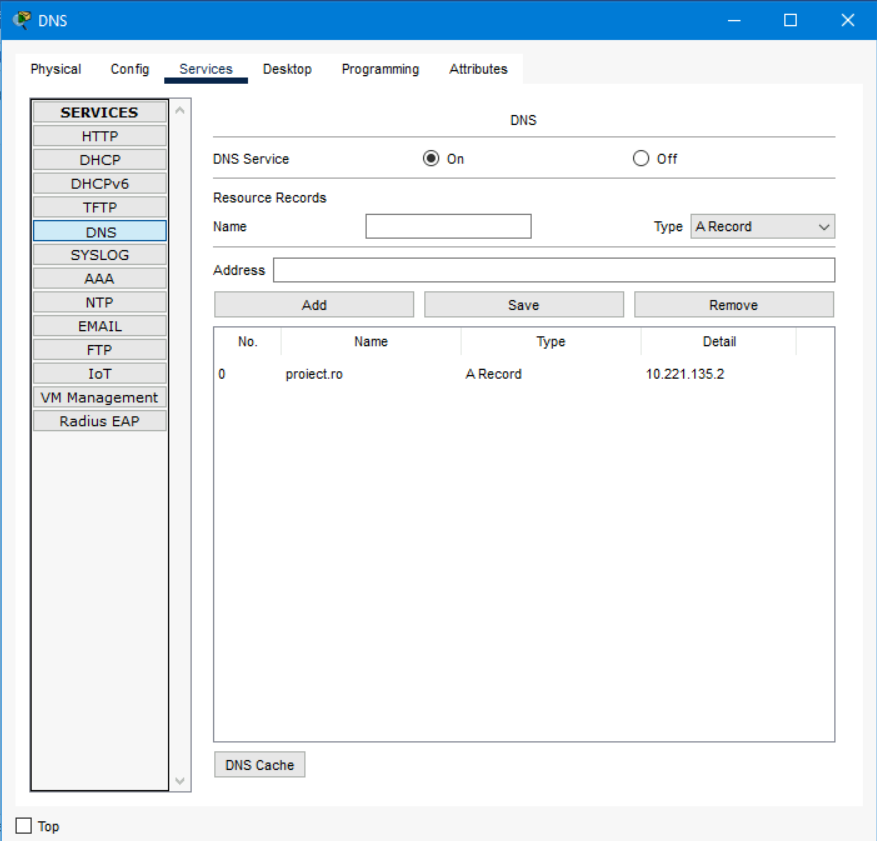 DNS
Physical Config Services Desktop Programming Attributes
SERVICES
HTTP
DHCP
DHCPv6
TFTP
DNS
SYSLOG
AAA
NTP
EMAIL
FTP
IoT
VM Management
Radius EAP
DNS
DNS Service On Off
Resource Records
Name Type A Record
Address
Add Save Remove
No. Name Type Detail
0 proiect.ro A Record 10.221.135.2
DNS Cache
Top